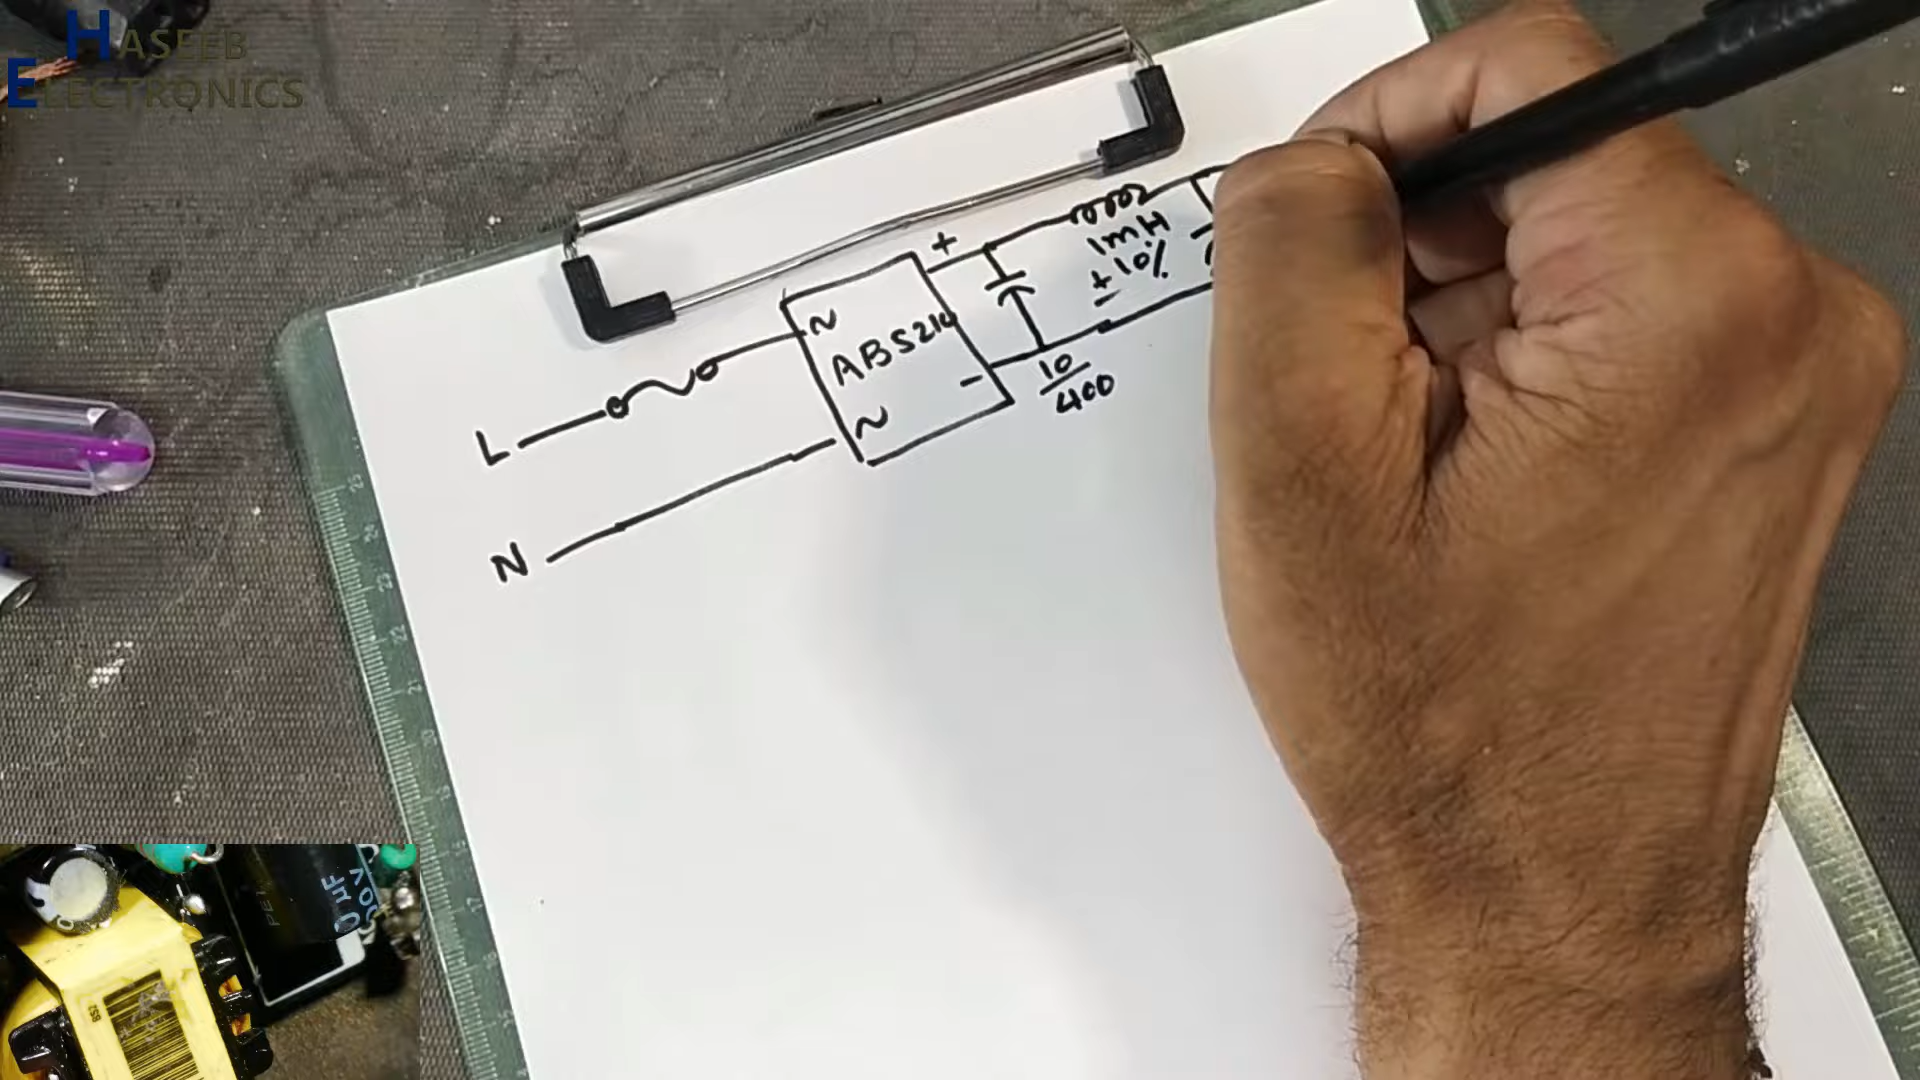 HASEEB
ELECTRONICS
+
1mH
±10%
~
ABS210
-
~
10/400
L
N